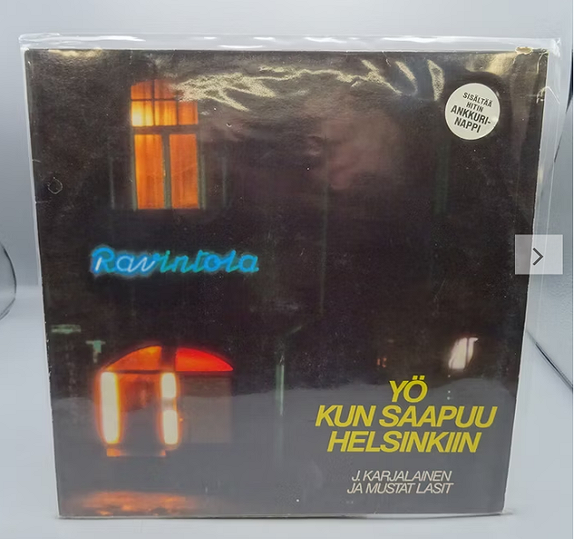 SISÄLTÄÄ
HITIN
ANKKURI-
NAPPI
Ravintola
YÖ
KUN SAAPUU
HELSINKIIN
J. KARJALAINEN
JA MUSTAT LASIT